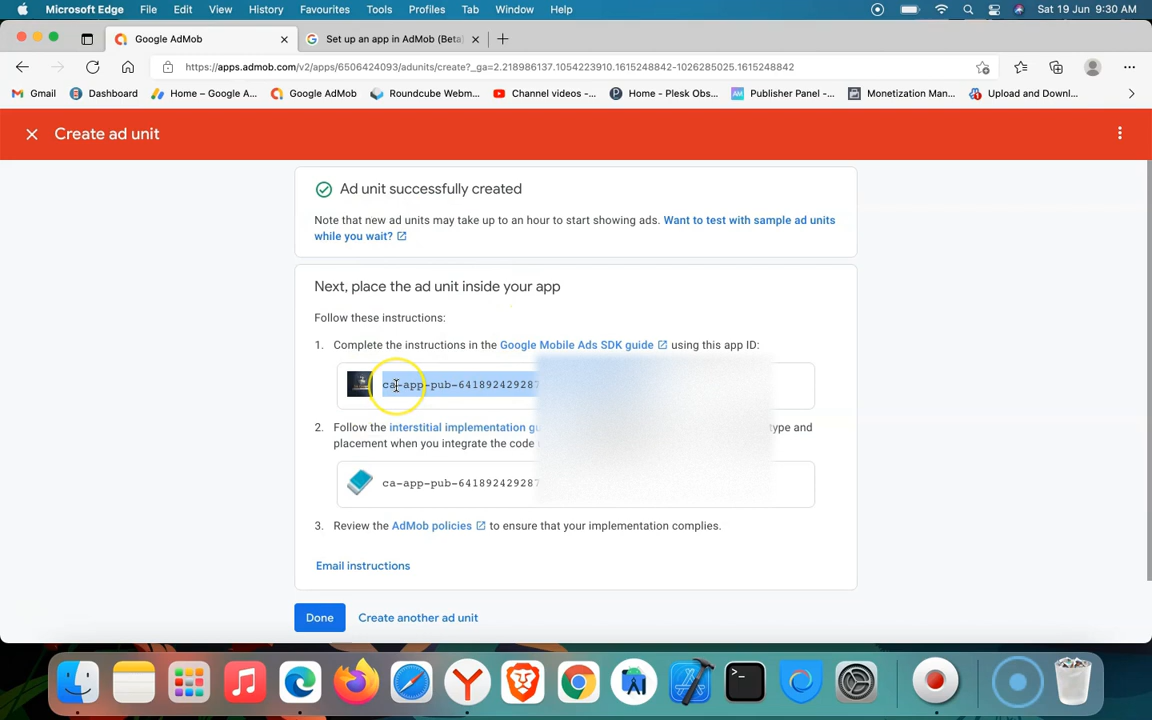 Microsoft Edge File Edit View History Favourites Tools Profiles Tab Window Help Sat 19 Jun 9:30 AM
Google AdMob Set up an app in AdMob (Beta)
https://apps.admob.com/v2/apps/6506424093/adunits/create?_ga=2.218986137.1054223910.1615248842-1026285025.1615248842
Gmail Dashboard Home – Google A... Google AdMob Roundcube Webm... Channel videos -... Home - Plesk Obs... Publisher Panel -... Monetization Man... Upload and Downl...
Create ad unit
Ad unit successfully created
Note that new ad units may take up to an hour to start showing ads. Want to test with sample ad units
while you wait?
Next, place the ad unit inside your app
Follow these instructions:
1. Complete the instructions in the Google Mobile Ads SDK guide using this app ID:
ca-app-pub-641892429287
2. Follow the interstitial implementation type and
placement when you integrate the code
ca-app-pub-641892429287
3. Review the AdMob policies to ensure that your implementation complies.
Email instructions
Done Create another ad unit